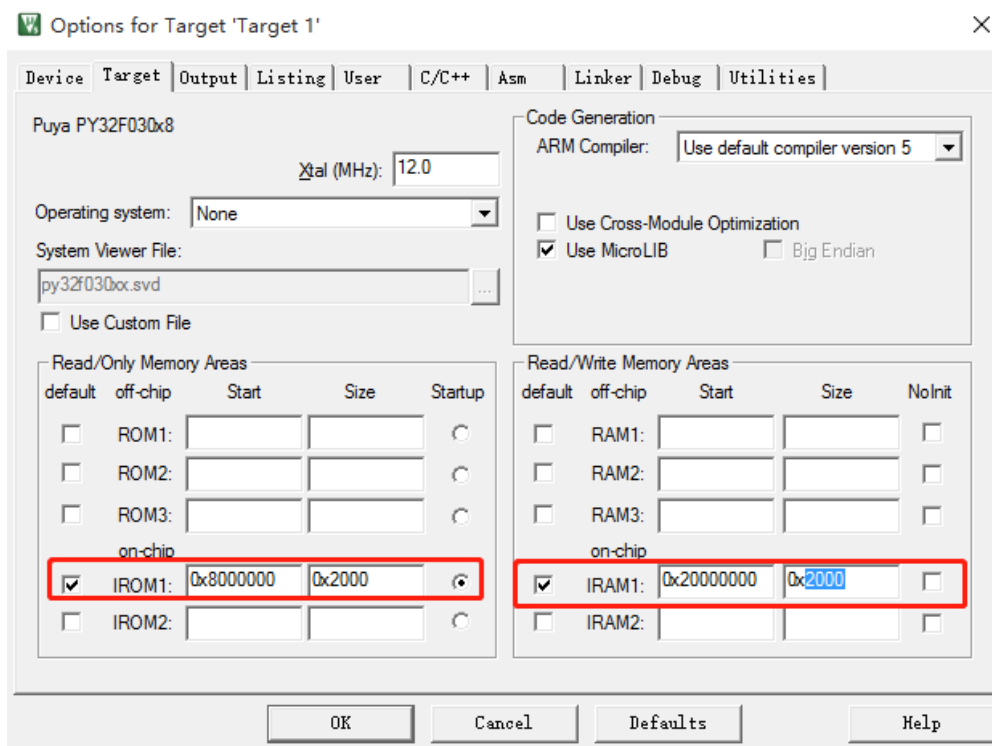 Options for Target 'Target 1'
Device Target Output Listing User C/C++ Asm Linker Debug Utilities
Puya PY32F030x8
Xtal (MHz): 12.0
Operating system: None
System Viewer File:
py32f030xx.svd ...
Use Custom File
Code Generation
ARM Compiler: Use default compiler version 5
Use Cross-Module Optimization
Use MicroLIB Big Endian
Read/Only Memory Areas
default off-chip Start Size Startup
ROM1:
ROM2:
ROM3:
on-chip
IROM1: 0x8000000 0x2000
IROM2:
Read/Write Memory Areas
default off-chip Start Size NoInit
RAM1:
RAM2:
RAM3:
on-chip
IRAM1: 0x20000000 0x2000
IRAM2:
OK Cancel Defaults Help